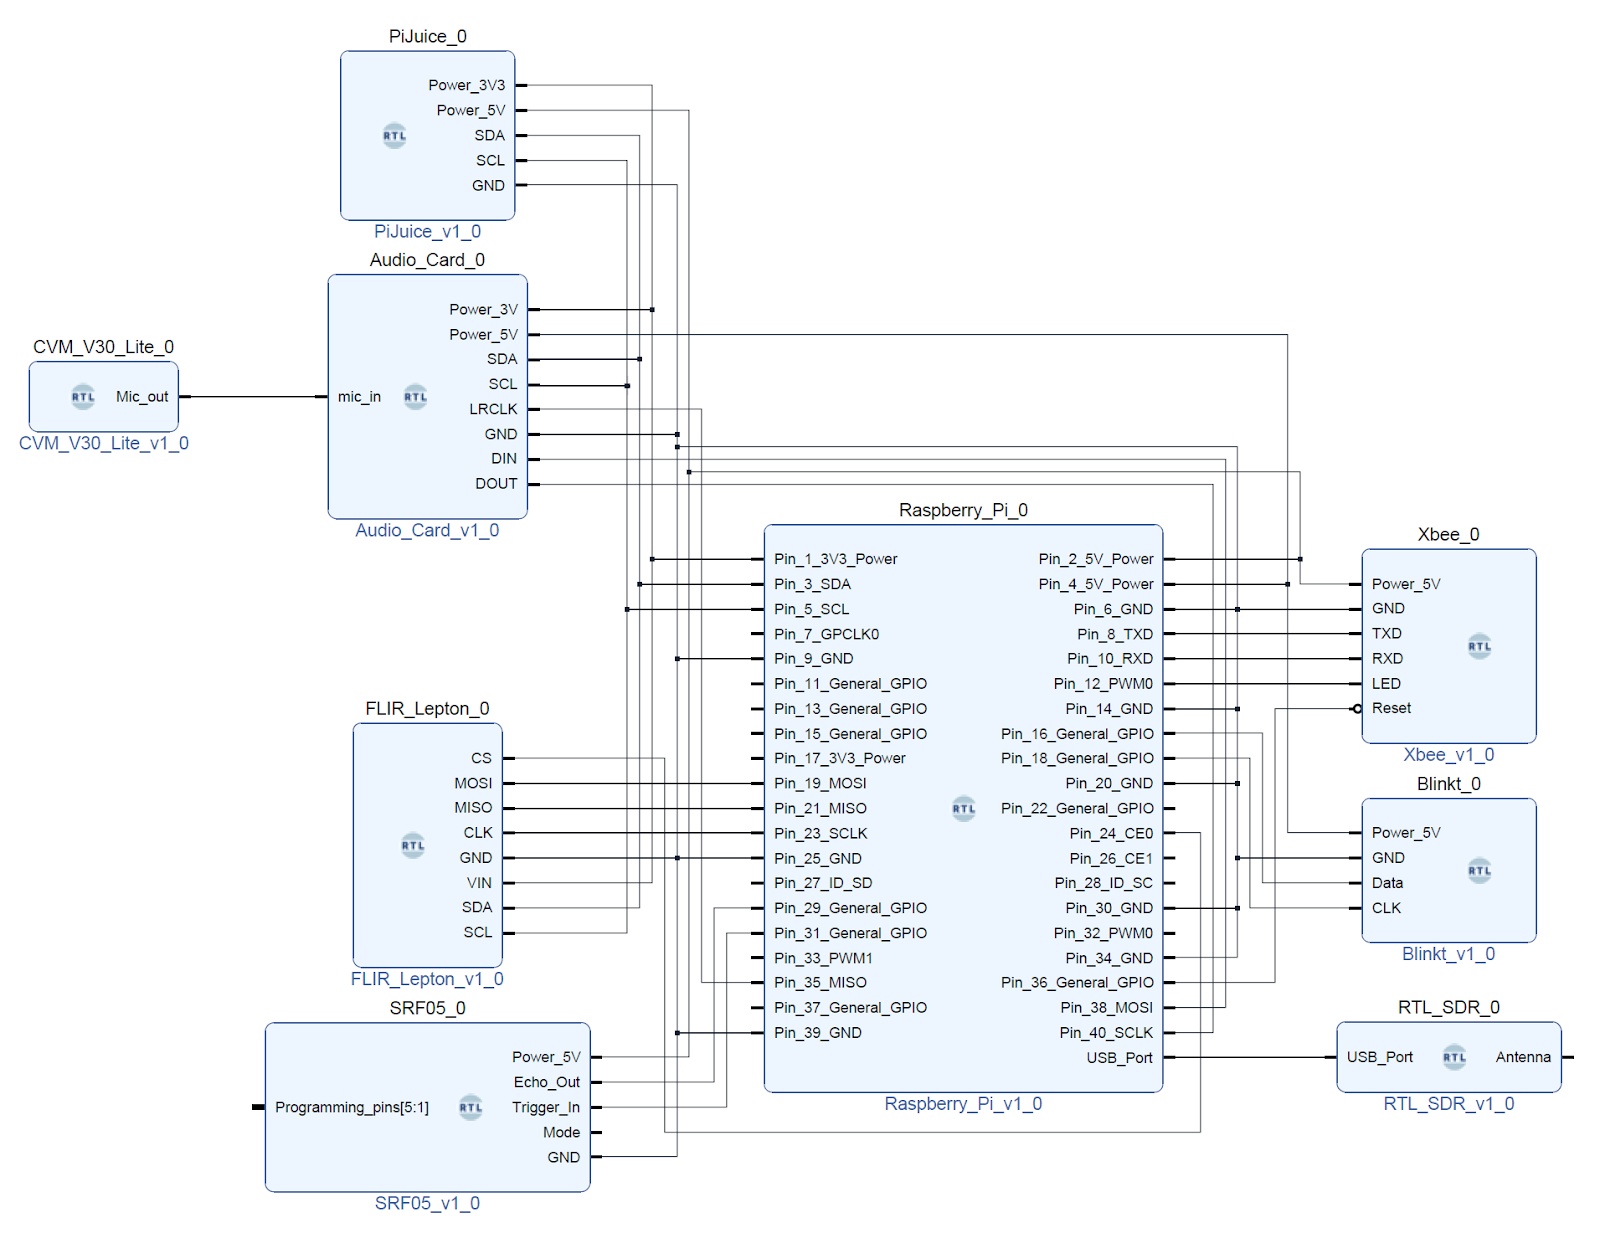 PiJuice_0
Power_3V3
Power_5V
SDA
RTL
SCL
GND
PiJuice_v1_0
Audio_Card_0
Power_3V
Power_5V
SDA
SCL
mic_in
RTL
LRCLK
GND
DIN
DOUT
Audio_Card_v1_0
CVM_V30_Lite_0
RTL
Mic_out
CVM_V30_Lite_v1_0
Raspberry_Pi_0
Pin_1_3V3_Power
Pin_3_SDA
Pin_5_SCL
Pin_7_GPCLK0
Pin_9_GND
Pin_11_General_GPIO
Pin_13_General_GPIO
Pin_15_General_GPIO
Pin_17_3V3_Power
Pin_19_MOSI
Pin_21_MISO
Pin_23_SCLK
Pin_25_GND
Pin_27_ID_SD
Pin_29_General_GPIO
Pin_31_General_GPIO
Pin_33_PWM1
Pin_35_MISO
Pin_37_General_GPIO
Pin_39_GND
RTL
Pin_2_5V_Power
Pin_4_5V_Power
Pin_6_GND
Pin_8_TXD
Pin_10_RXD
Pin_12_PWM0
Pin_14_GND
Pin_16_General_GPIO
Pin_18_General_GPIO
Pin_20_GND
Pin_22_General_GPIO
Pin_24_CE0
Pin_26_CE1
Pin_28_ID_SC
Pin_30_GND
Pin_32_PWM0
Pin_34_GND
Pin_36_General_GPIO
Pin_38_MOSI
Pin_40_SCLK
USB_Port
Raspberry_Pi_v1_0
Xbee_0
Power_5V
GND
TXD
RTL
RXD
LED
Reset
Xbee_v1_0
Blinkt_0
Power_5V
GND
RTL
Data
CLK
Blinkt_v1_0
FLIR_Lepton_0
CS
MOSI
MISO
CLK
RTL
GND
VIN
SDA
SCL
FLIR_Lepton_v1_0
SRF05_0
Power_5V
Echo_Out
Programming_pins[5:1]
RTL
Trigger_In
Mode
GND
SRF05_v1_0
RTL_SDR_0
USB_Port
RTL
Antenna
RTL_SDR_v1_0